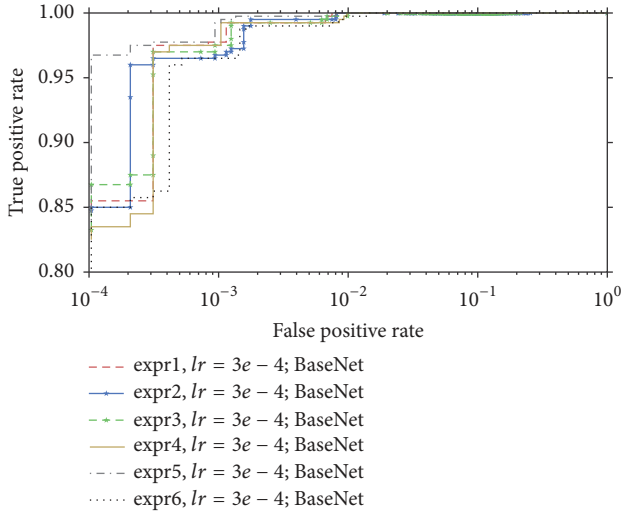 1.00
0.95
0.90
0.85
0.80
True positive rate
10⁻⁴ 10⁻³ 10⁻² 10⁻¹ 10⁰
False positive rate
expr1, lr = 3e − 4; BaseNet
expr2, lr = 3e − 4; BaseNet
expr3, lr = 3e − 4; BaseNet
expr4, lr = 3e − 4; BaseNet
expr5, lr = 3e − 4; BaseNet
expr6, lr = 3e − 4; BaseNet